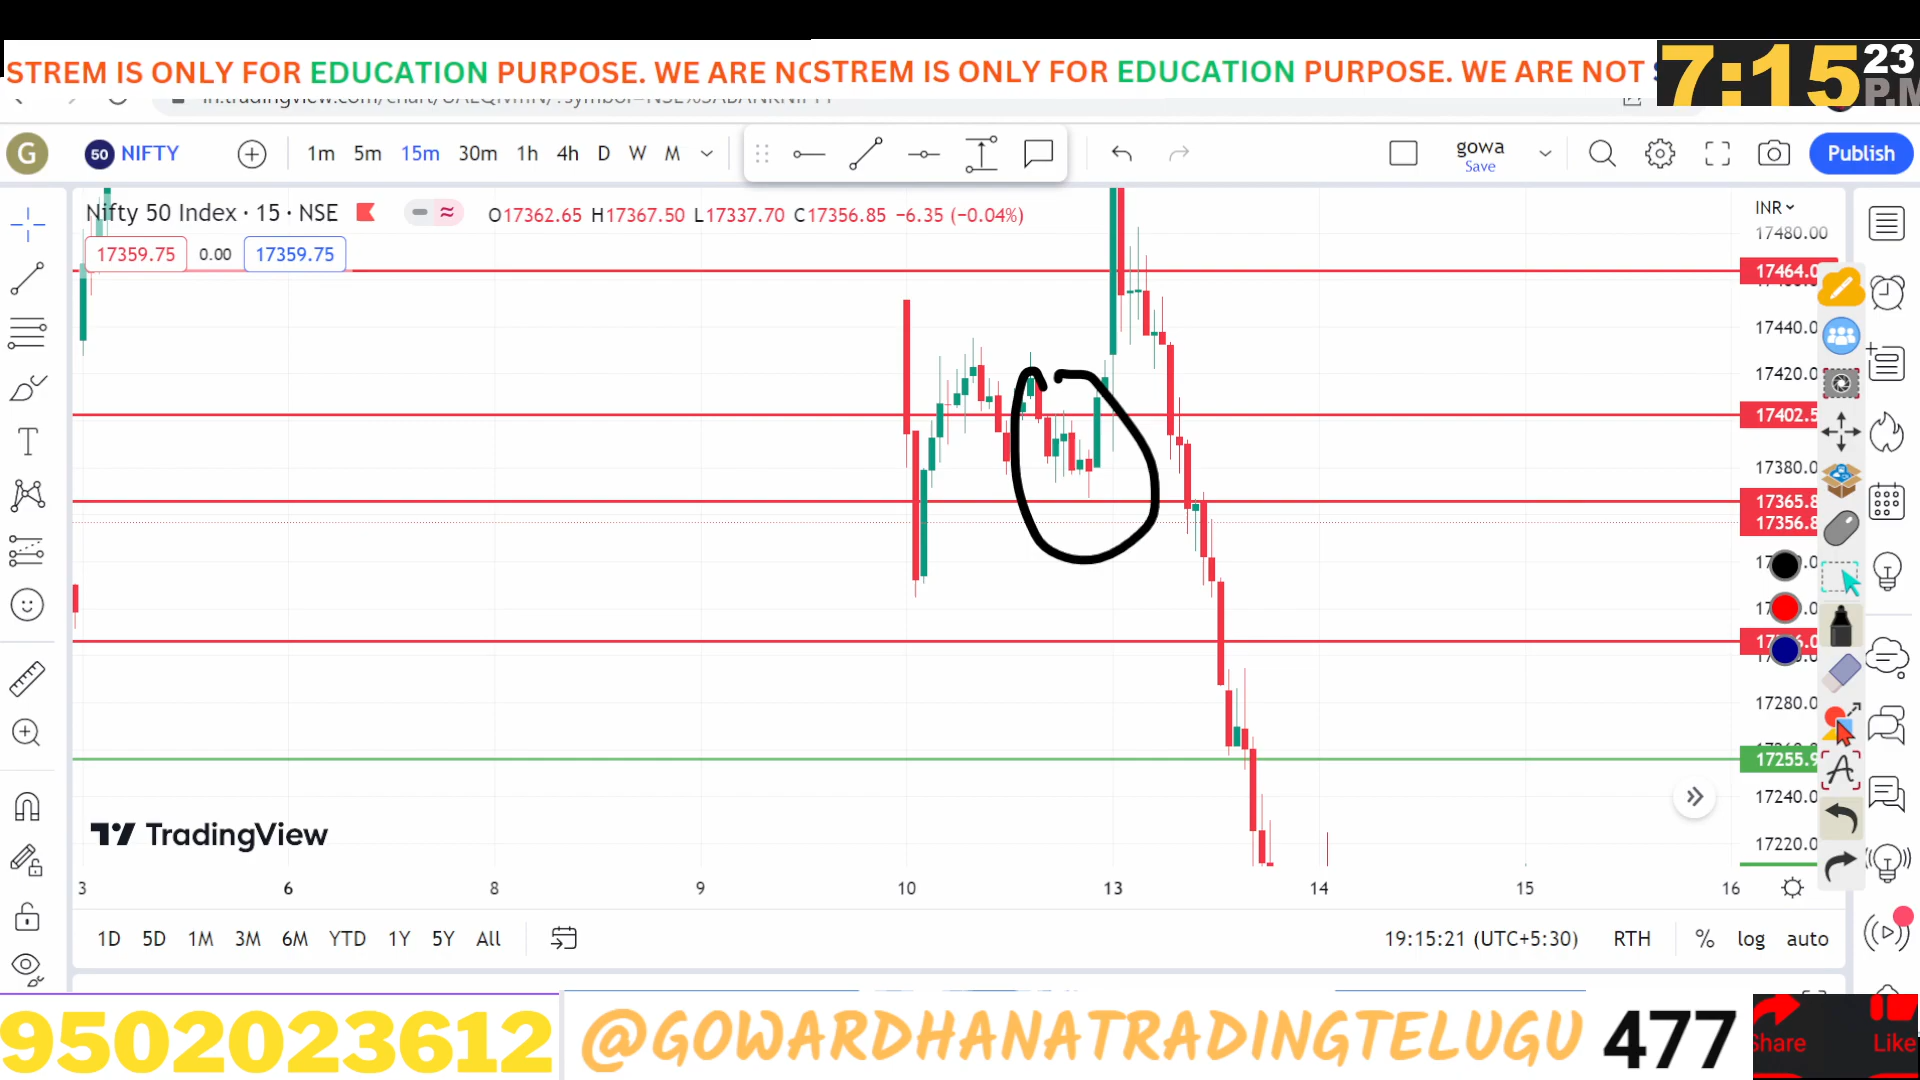 STREM IS ONLY FOR EDUCATION PURPOSE. WE ARE NOSTREM IS ONLY FOR EDUCATION PURPOSE. WE ARE NOT
7:15 23 P.M
G 50 NIFTY 1m 5m 15m 30m 1h 4h D W M gowa Save Publish
Nifty 50 Index · 15 · NSE O17362.65 H17367.50 L17337.70 C17356.85 −6.35 (−0.04%) INR
17480.00
17359.75 0.00 17359.75
17464.0
17440.0
17420.0
17402.5
17380.0
17365.8
17356.8
17280.0
17255.9
17240.0
17220.0
TradingView
3 6 8 9 10 13 14 15 16
1D 5D 1M 3M 6M YTD 1Y 5Y All 19:15:21 (UTC+5:30) RTH % log auto
9502023612 @GOWARDHANATRADINGTELUGU 477 Share Like